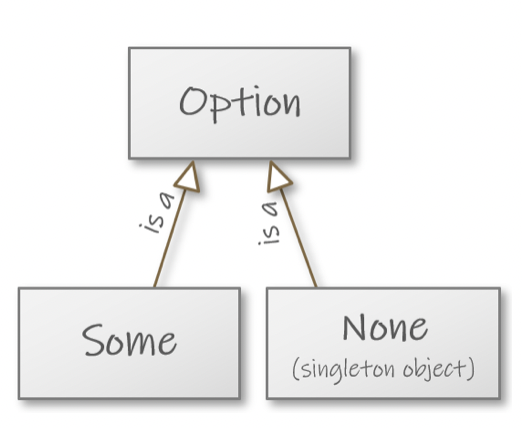 Option
is a
is a
Some
None
(singleton object)